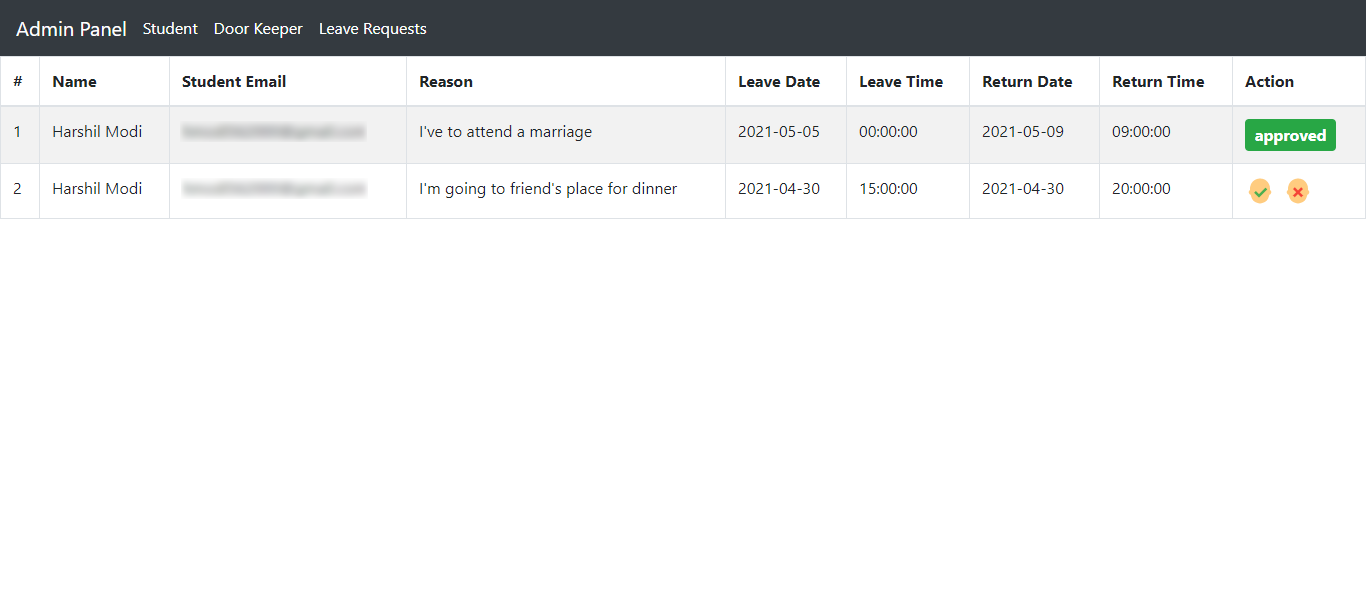 Admin Panel Student Door Keeper Leave Requests
# Name Student Email Reason Leave Date Leave Time Return Date Return Time Action
1 Harshil Modi I've to attend a marriage 2021-05-05 00:00:00 2021-05-09 09:00:00 approved
2 Harshil Modi I'm going to friend's place for dinner 2021-04-30 15:00:00 2021-04-30 20:00:00